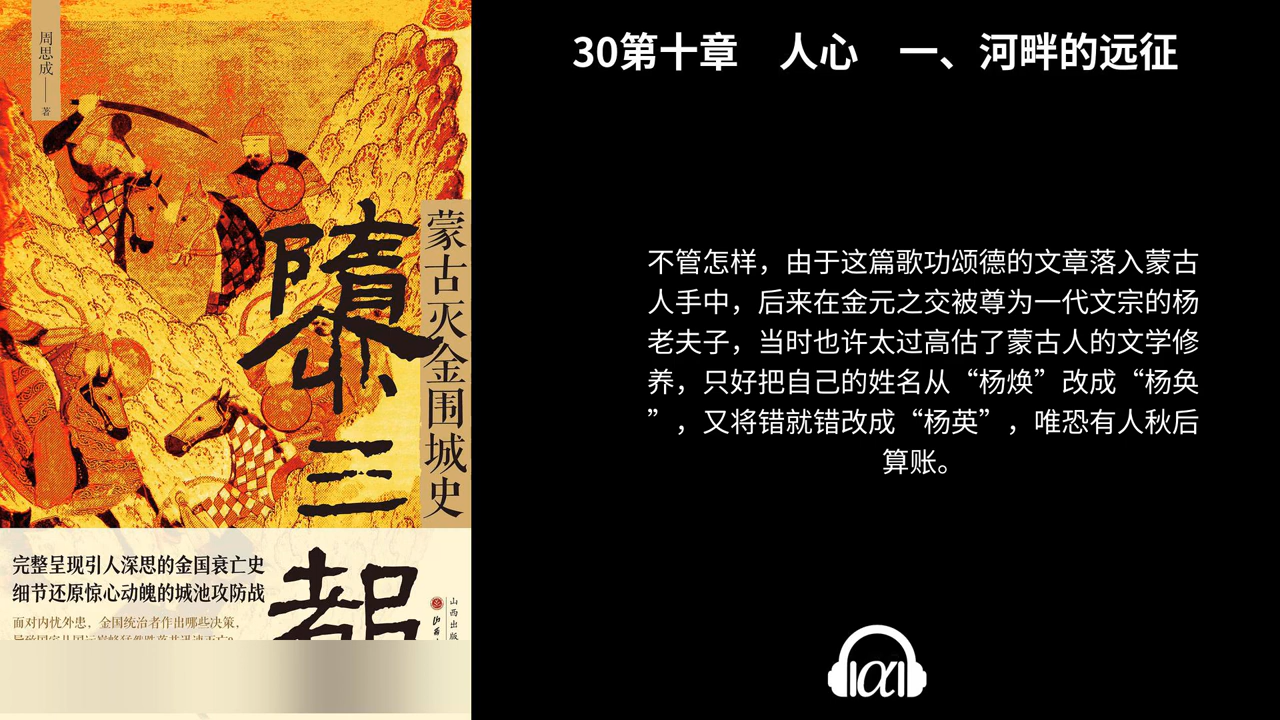 周思成——著
蒙古灭金围城史
隳三都
完整呈现引人深思的金国衰亡史
细节还原惊心动魄的城池攻防战
面对内忧外患，金国统治者作出哪些决策，
山西出版
30第十章 人心 一、河畔的远征
不管怎样，由于这篇歌功颂德的文章落入蒙古
人手中，后来在金元之交被尊为一代文宗的杨
老夫子，当时也许太过高估了蒙古人的文学修
养，只好把自己的姓名从“杨焕”改成“杨奂
”，又将错就错改成“杨英”，唯恐有人秋后
算账。